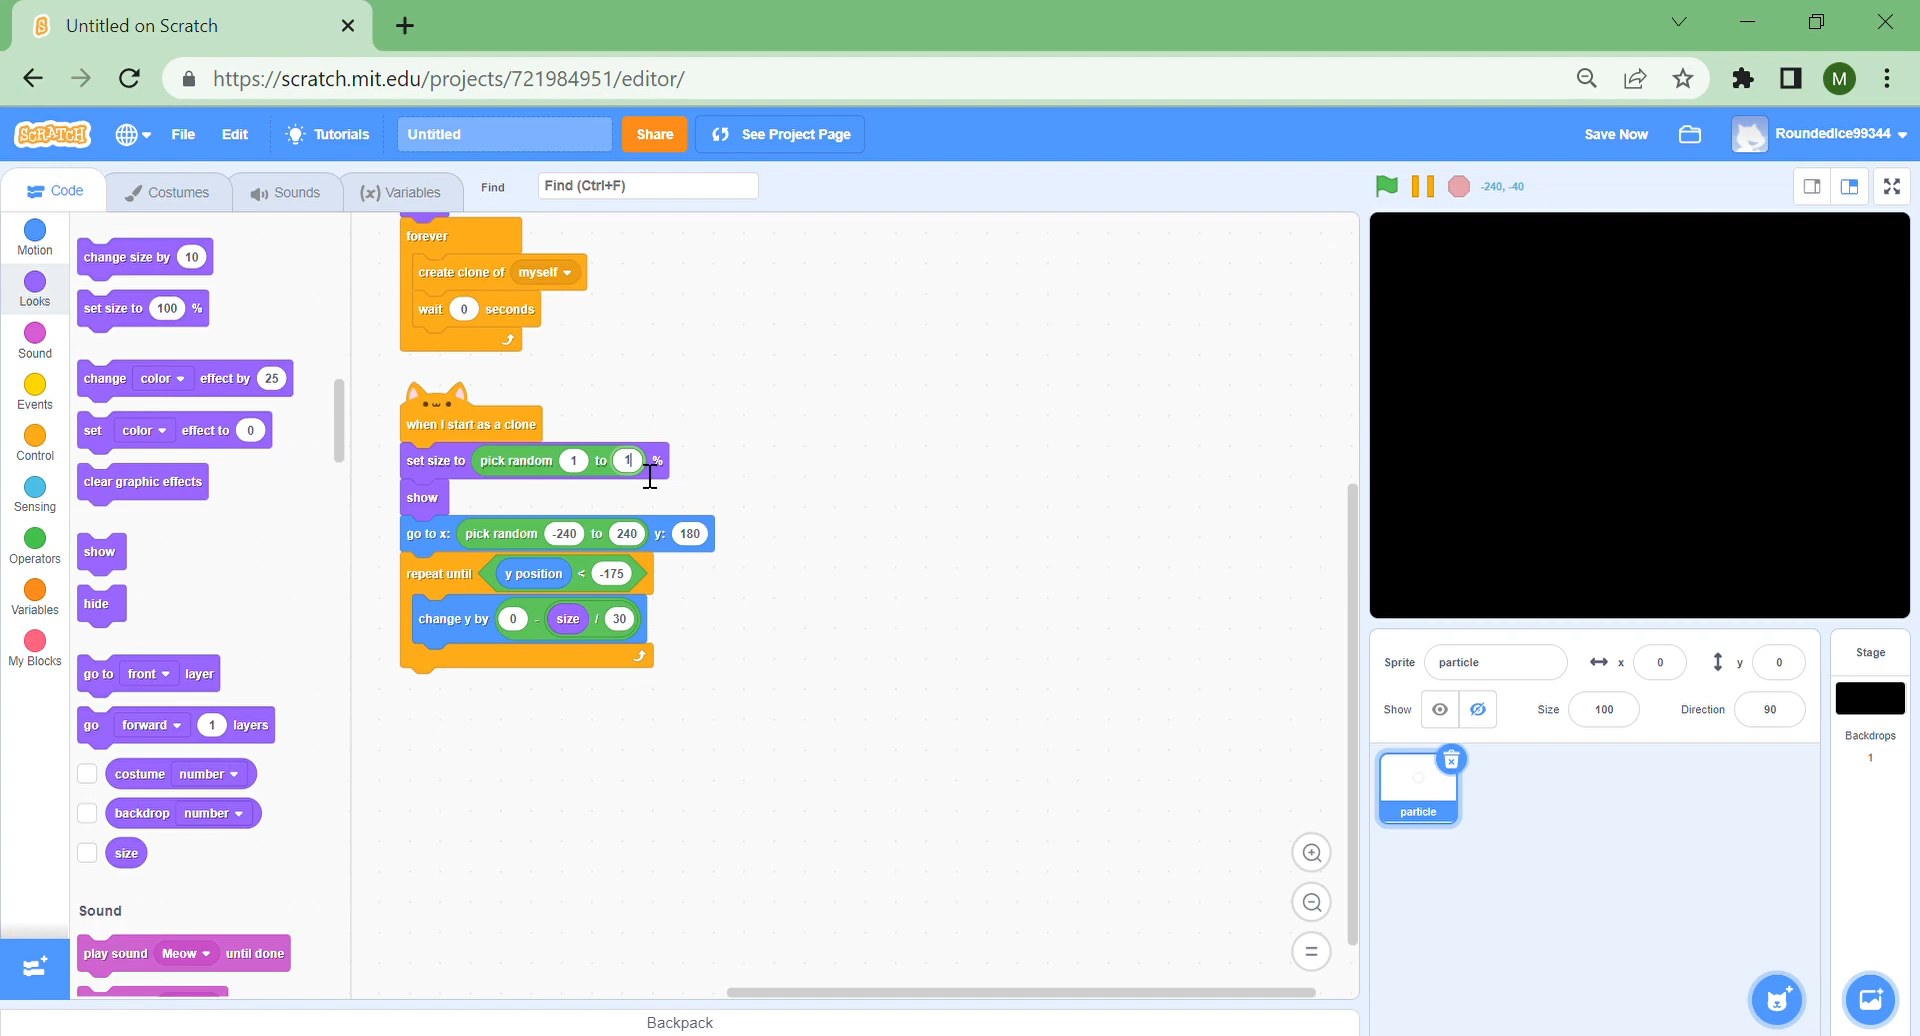 Untitled on Scratch
https://scratch.mit.edu/projects/721984951/editor/
M
SCRATCH
File
Edit
Tutorials
Untitled
Share
See Project Page
Save Now
RoundedIce99344
Code
Costumes
Sounds
(x) Variables
Find
Find (Ctrl+F)
-240, -40
Motion
Looks
Sound
Events
Control
Sensing
Operators
Variables
My Blocks
change size by 10
set size to 100 %
change color effect by 25
set color effect to 0
clear graphic effects
show
hide
go to front layer
go forward 1 layers
costume number
backdrop number
size
Sound
play sound Meow until done
forever
create clone of myself
wait 0 seconds
when I start as a clone
set size to pick random 1 to 1 %
show
go to x: pick random -240 to 240 y: 180
repeat until y position < -175
change y by 0 - size / 30
Backpack
Sprite particle x 0 y 0
Show Size 100 Direction 90
particle
Stage
Backdrops
1